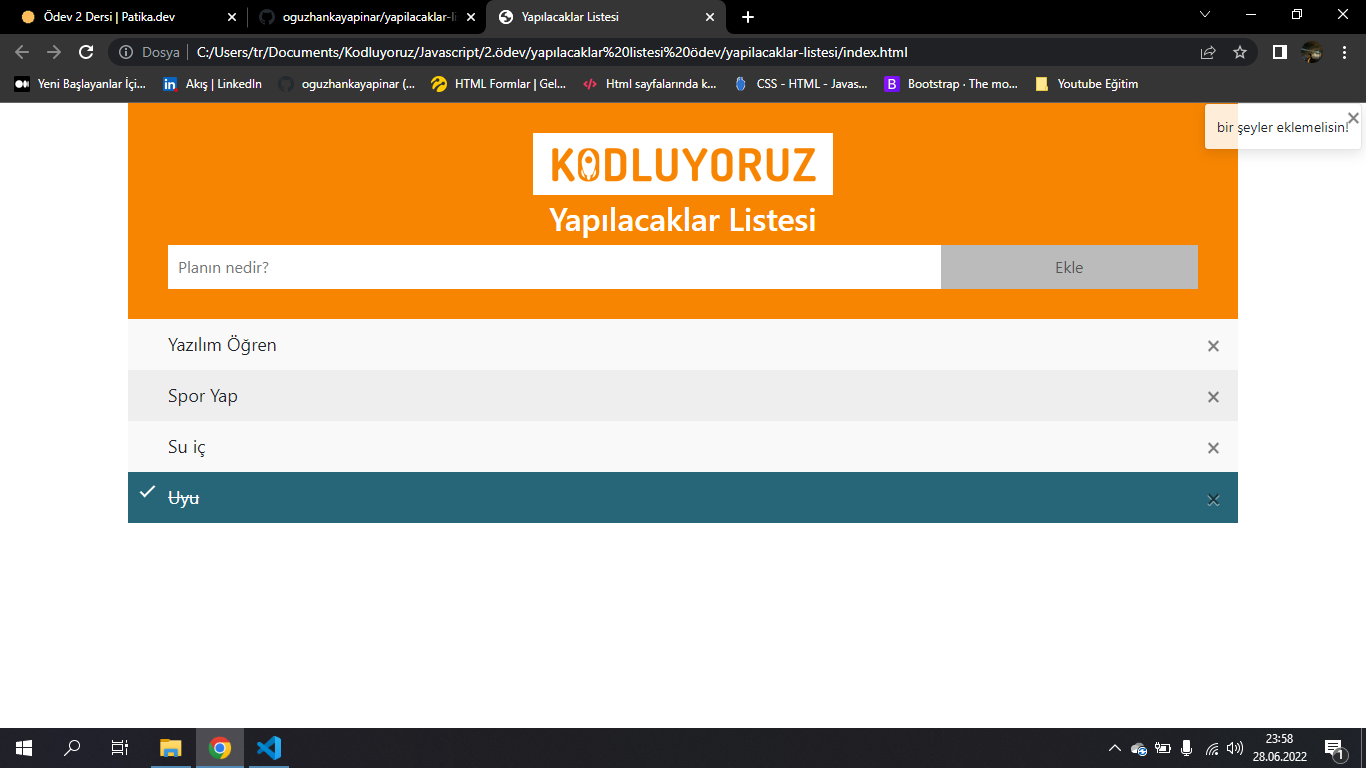 Ödev 2 Dersi | Patika.dev
oguzhankayapinar/yapilacaklar-li
Yapılacaklar Listesi
Dosya
C:/Users/tr/Documents/Kodluyoruz/Javascript/2.ödev/yapılacaklar%20listesi%20ödev/yapilacaklar-listesi/index.html
Yeni Başlayanlar İçi...
Akış | LinkedIn
oguzhankayapinar (...
HTML Formlar | Gel...
Html sayfalarında k...
CSS - HTML - Javas...
Bootstrap · The mo...
Youtube Eğitim
bir şeyler eklemelisin!
KODLUYORUZ
Yapılacaklar Listesi
Planın nedir?
Ekle
Yazılım Öğren
Spor Yap
Su iç
Uyu
23:58
28.06.2022
1